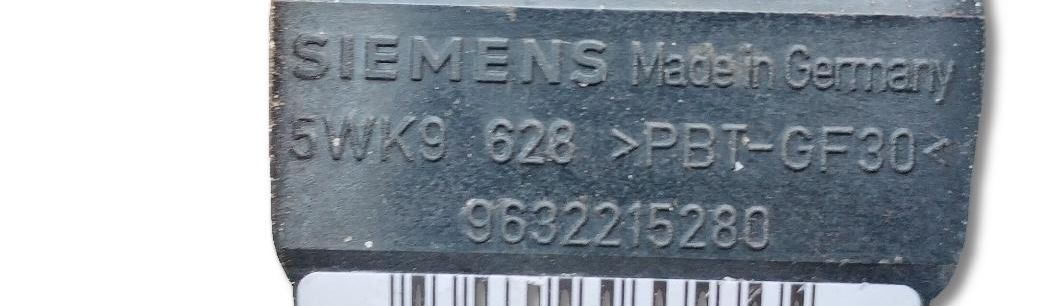 SIEMENS Made in Germany
5WK9 628 >PBT-GF30<
9632215280